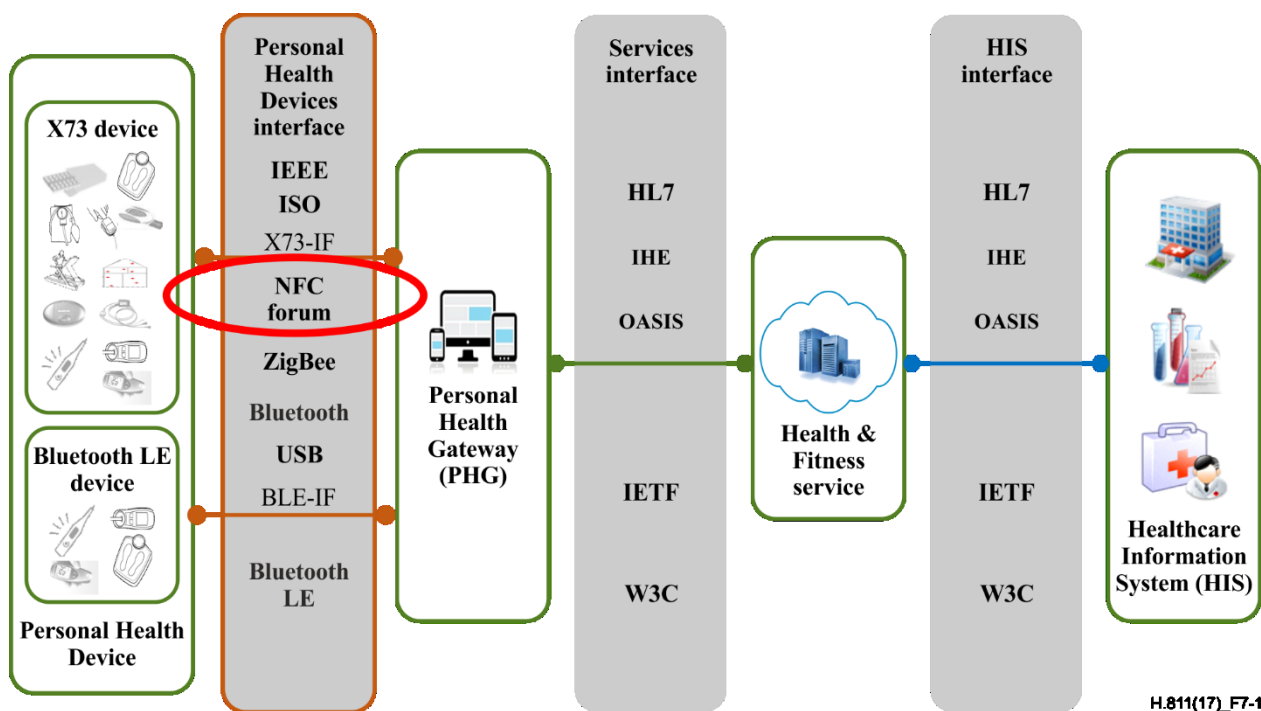 X73 device
Bluetooth LE
device
Personal Health
Device
Personal
Health
Devices
interface
IEEE
ISO
X73-IF
NFC
forum
ZigBee
Bluetooth
USB
BLE-IF
Bluetooth
LE
Personal
Health
Gateway
(PHG)
Services
interface
HL7
IHE
OASIS
IETF
W3C
Health &
Fitness
service
HIS
interface
HL7
IHE
OASIS
IETF
W3C
Healthcare
Information
System (HIS)
H.811(17)_F7-1